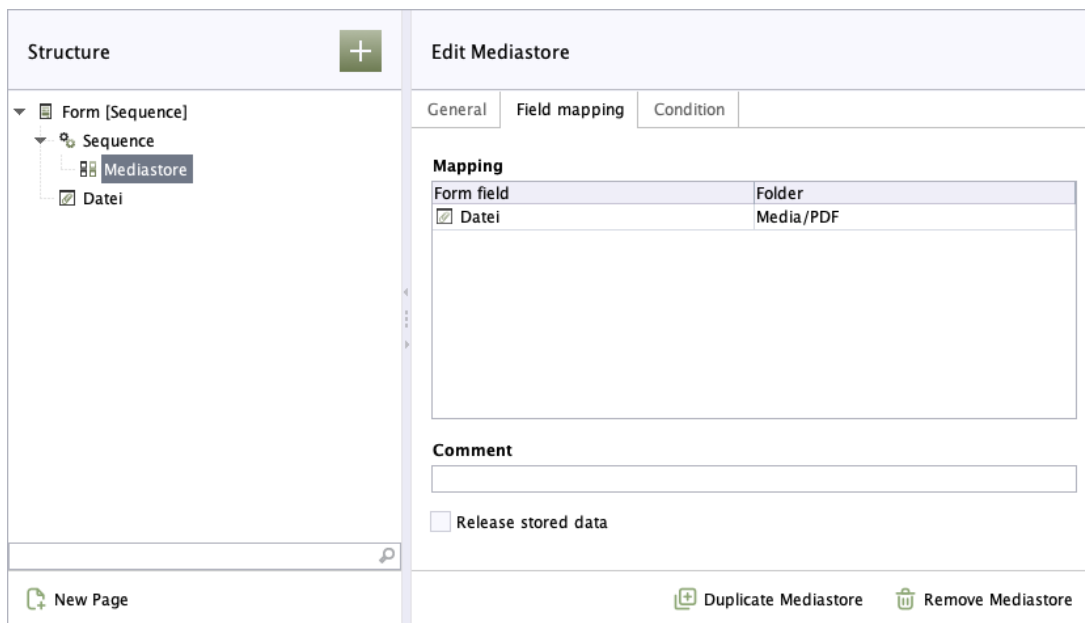 Structure
Edit Mediastore
Form [Sequence]
Sequence
Mediastore
Datei
General Field mapping Condition
Mapping
Form field Folder
Datei Media/PDF
Comment
Release stored data
New Page
Duplicate Mediastore Remove Mediastore